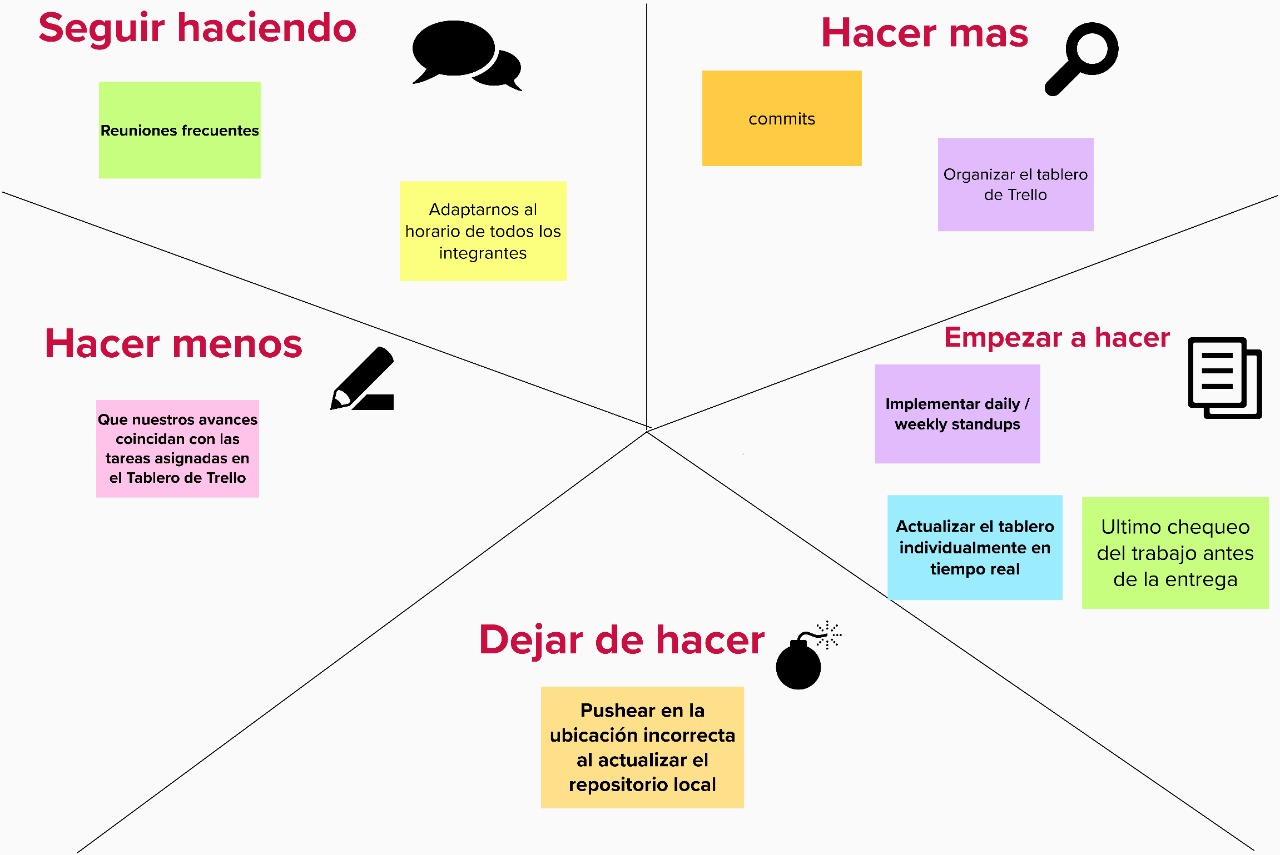 Seguir haciendo
Reuniones frecuentes
Adaptarnos al
horario de todos los
integrantes
Hacer mas
commits
Organizar el tablero
de Trello
Hacer menos
Que nuestros avances
coincidan con las
tareas asignadas en
el Tablero de Trello
Empezar a hacer
Implementar daily /
weekly standups
Actualizar el tablero
individualmente en
tiempo real
Ultimo chequeo
del trabajo antes
de la entrega
Dejar de hacer
Pushear en la
ubicación incorrecta
al actualizar el
repositorio local